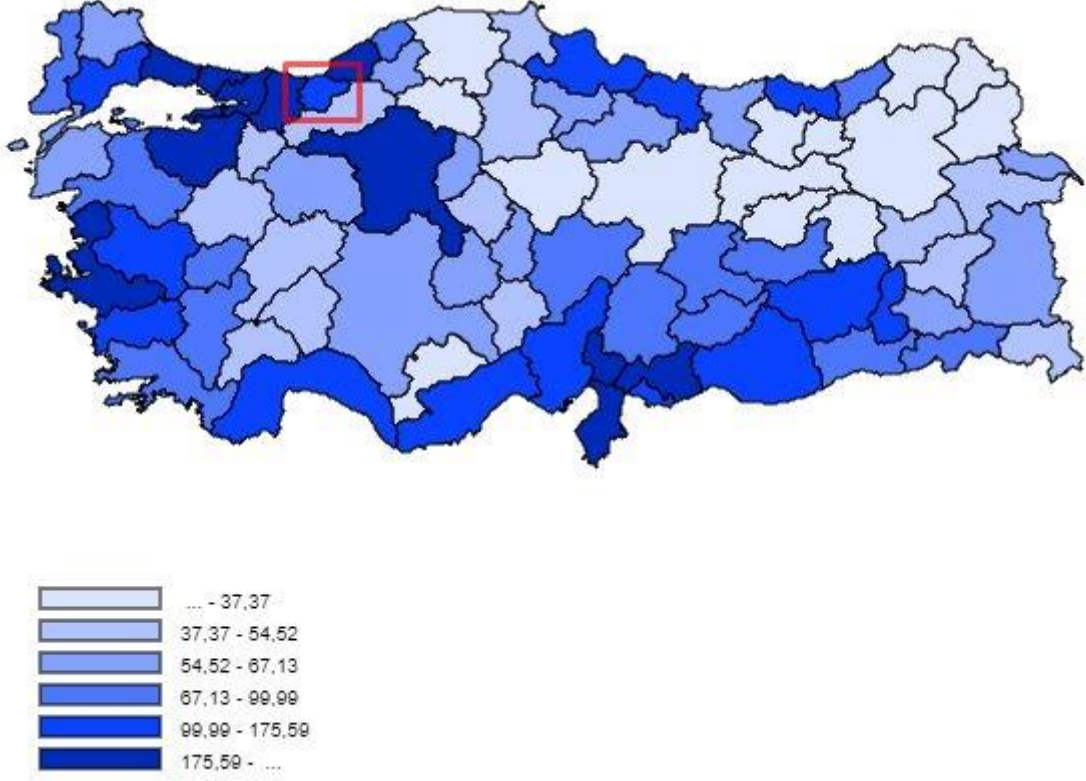 ... - 37,37
37,37 - 54,52
54,52 - 67,13
67,13 - 99,99
99,99 - 175,59
175,59 - ...